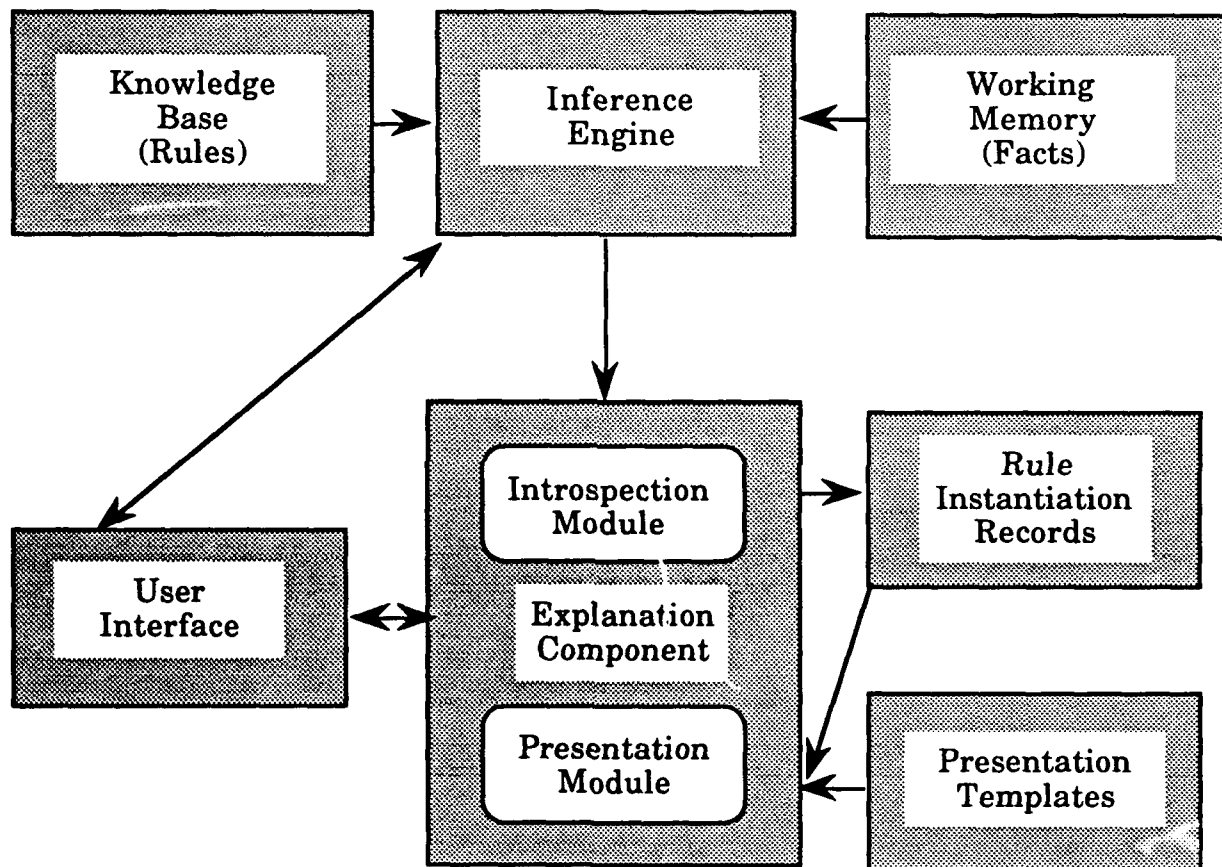 Knowledge
Base
(Rules)
Inference
Engine
Working
Memory
(Facts)
Introspection
Module
Rule
Instantiation
Records
User
Interface
Explanation
Component
Presentation
Module
Presentation
Templates